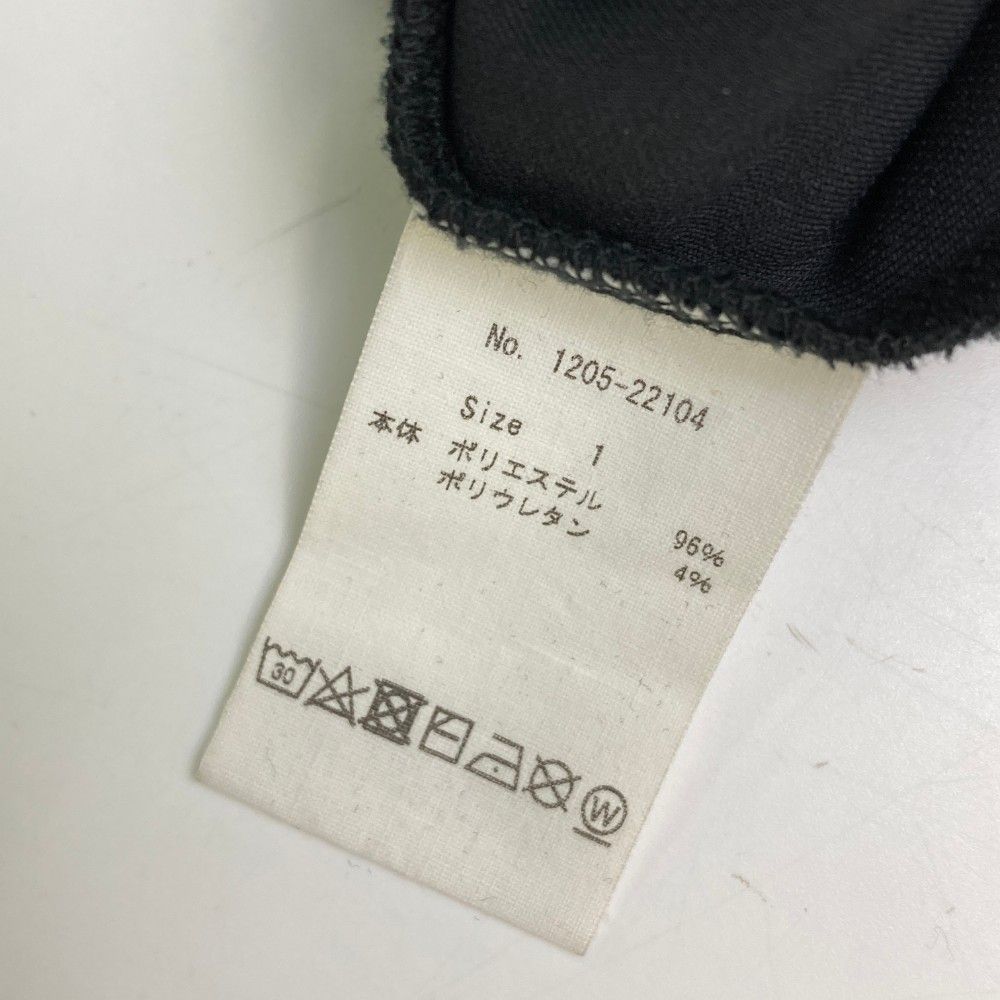 No. 1205-22104
Size 1
本体 ポリエステル 96%
ポリウレタン 4%
30
W